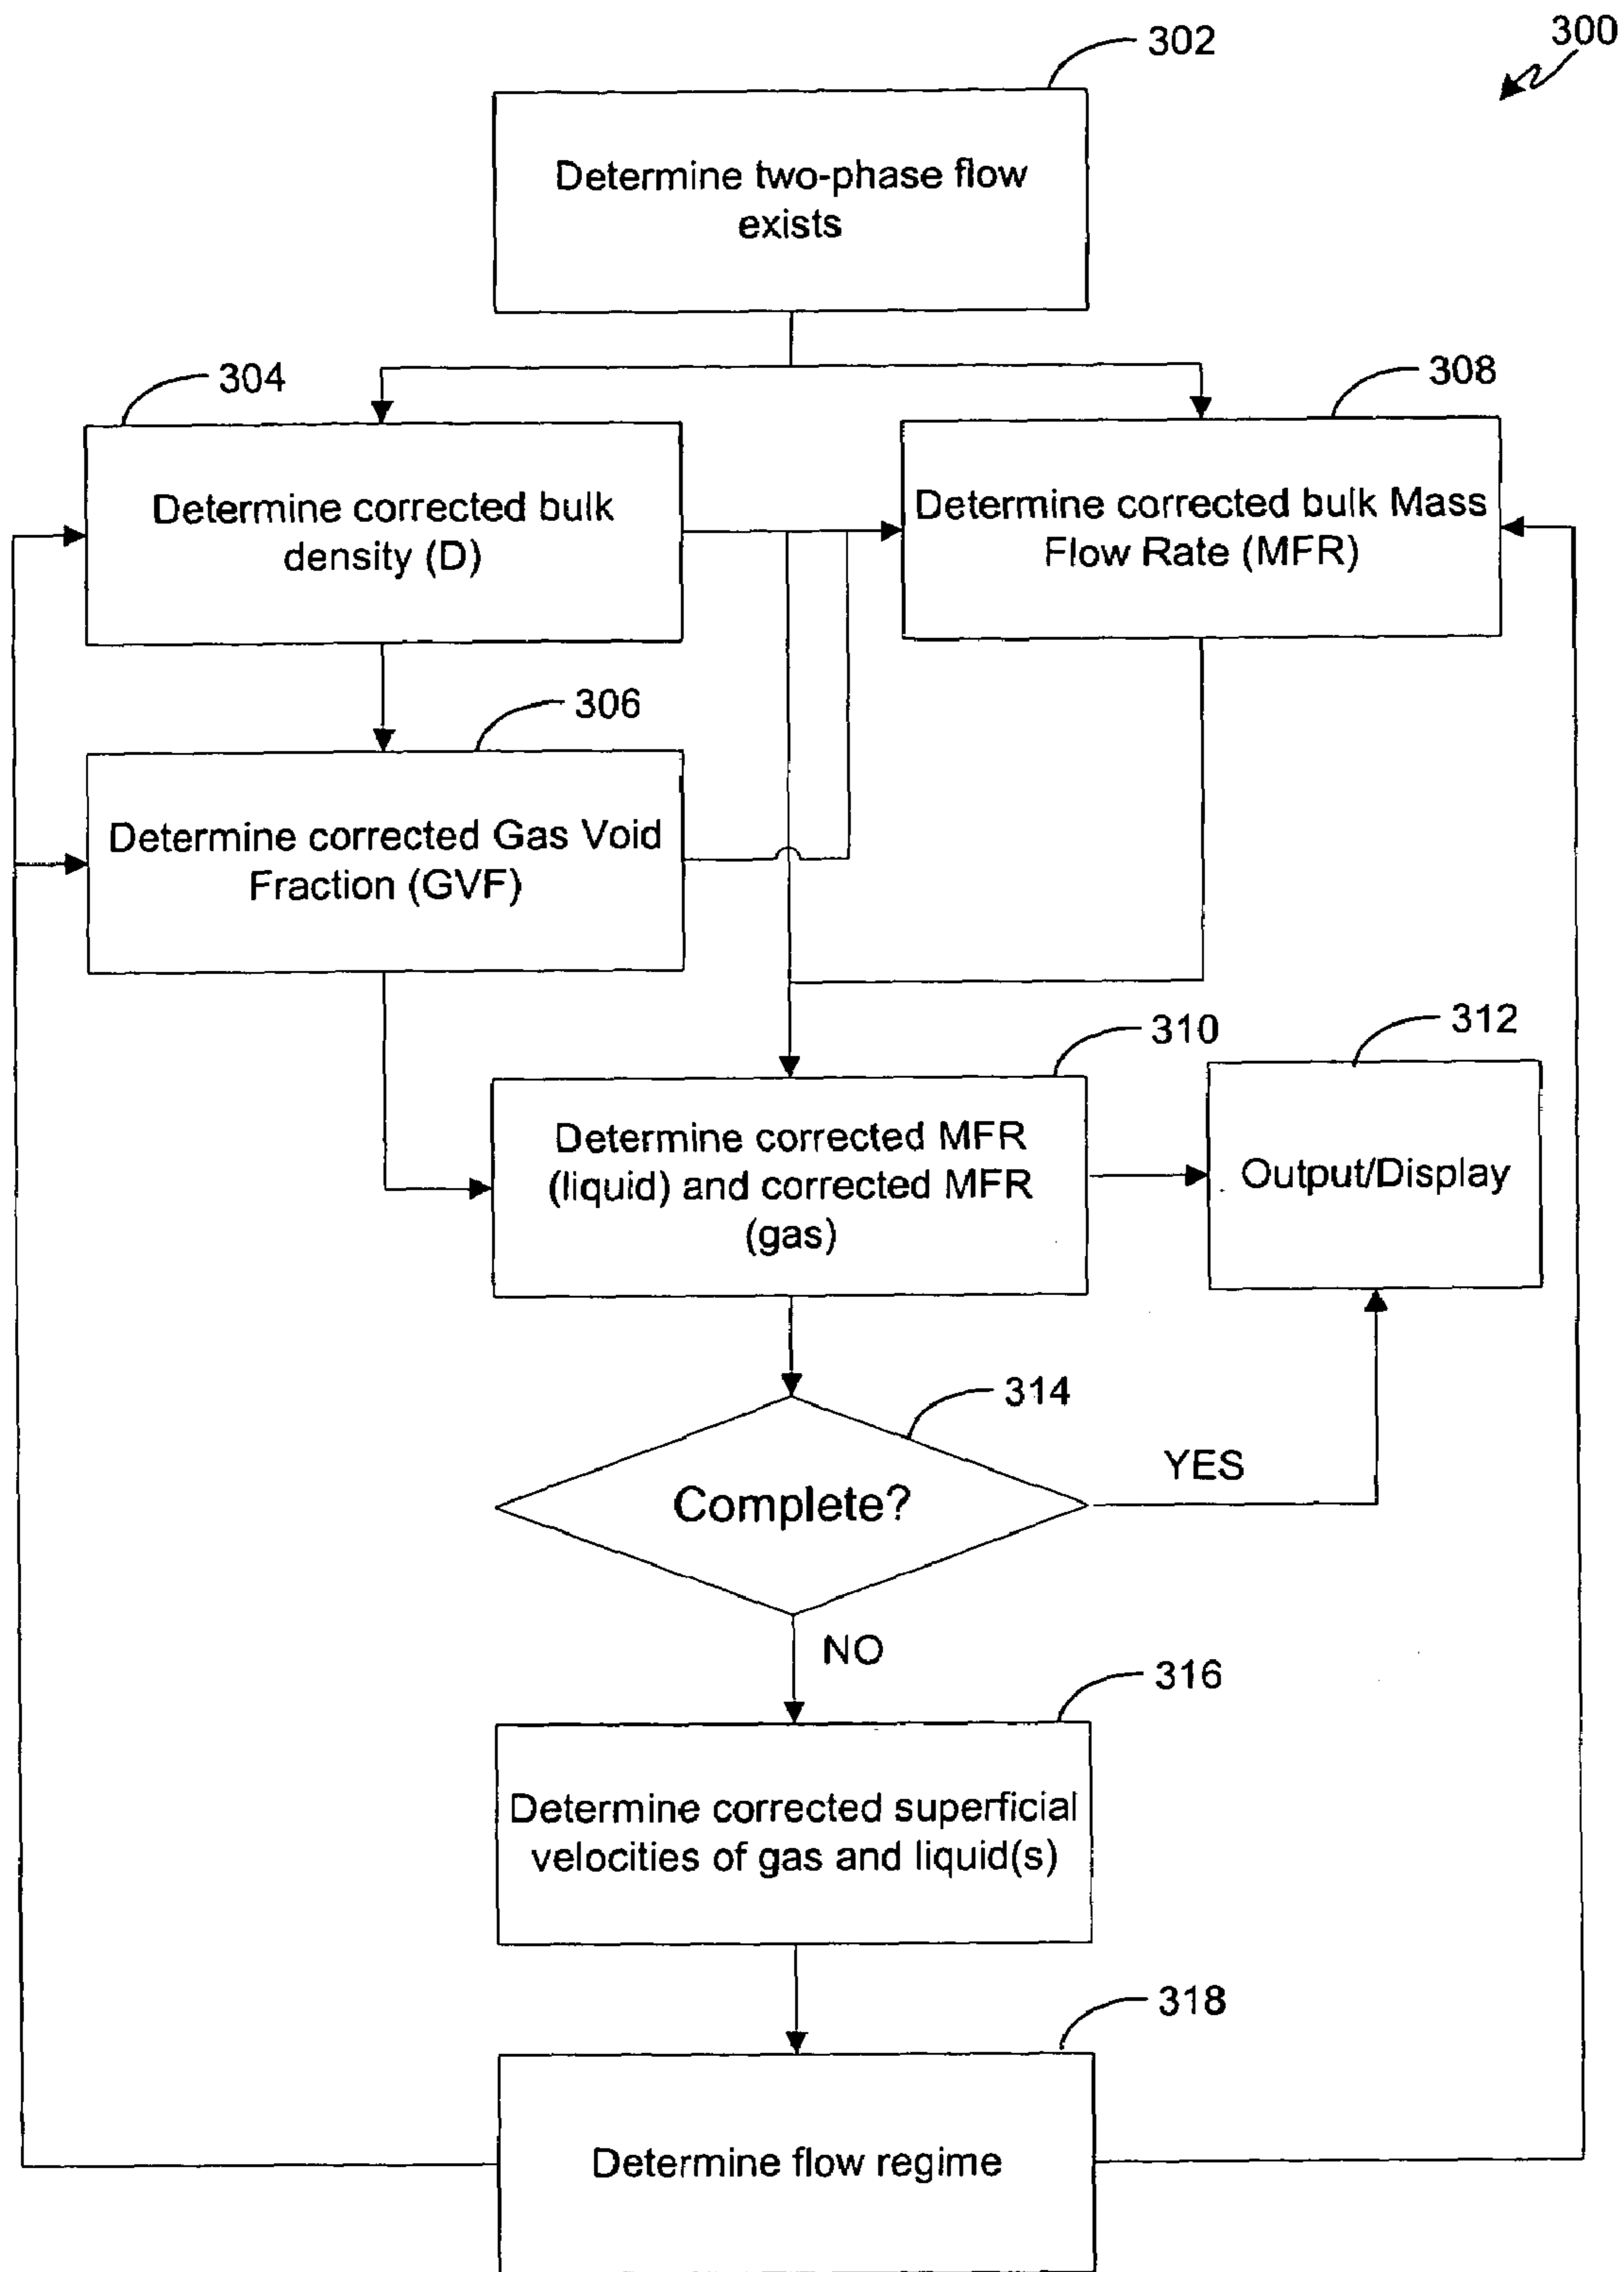 300
302
Determine two-phase flow
exists
304
308
Determine corrected bulk
density (D)
Determine corrected bulk Mass
Flow Rate (MFR)
306
Determine corrected Gas Void
Fraction (GVF)
310
312
Determine corrected MFR
(liquid) and corrected MFR
(gas)
Output/Display
314
Complete?
YES
NO
316
Determine corrected superficial
velocities of gas and liquid(s)
318
Determine flow regime